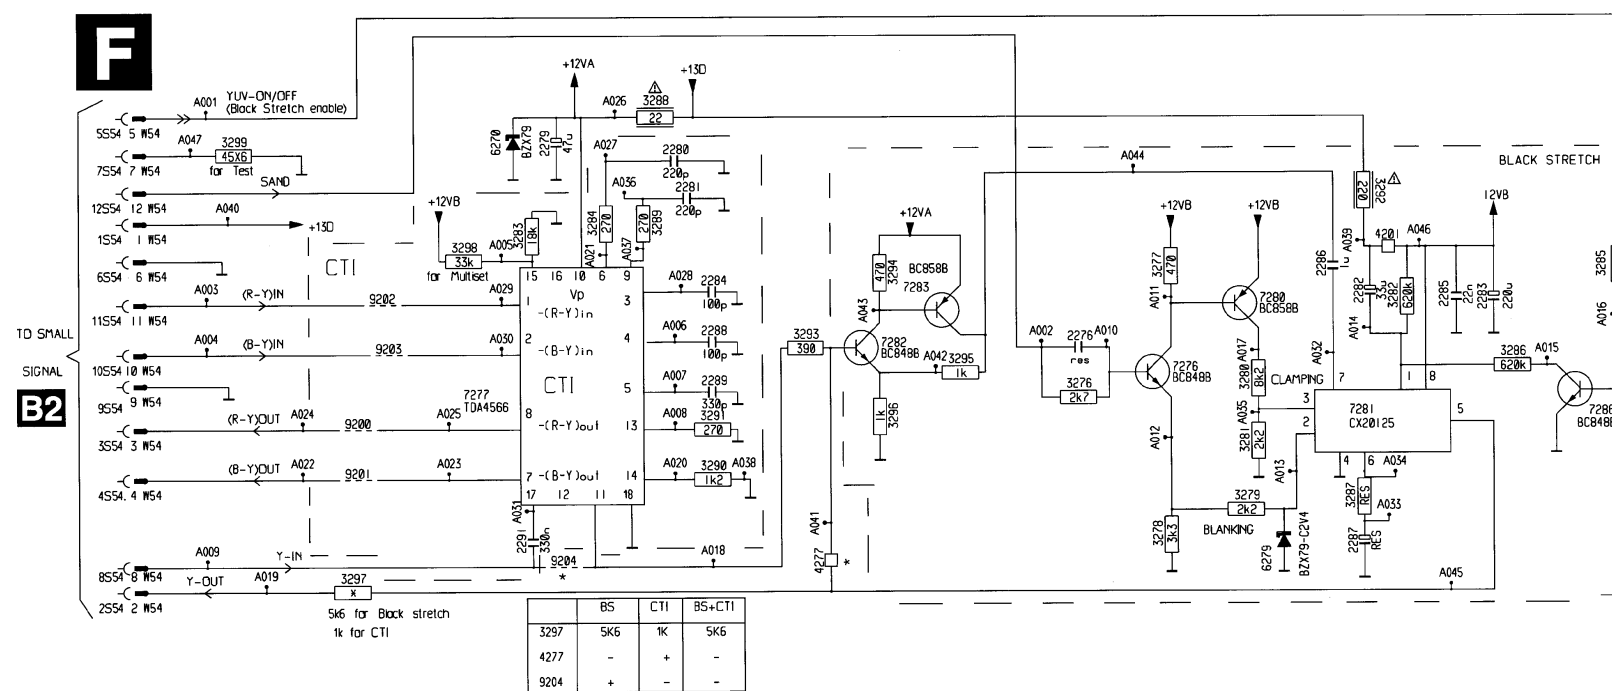 F
A001
YUV-ON/OFF
(Black Stretch enable)
5S54 5 W54
A047
3299
45X6
for Test
7S54 7 W54
SAND
12S54 12 W54
A040
+13D
1S54 1 W54
6S54 6 W54
CTI
A003
(R-Y)IN
9202
A029
11S54 11 W54
TO SMALL
SIGNAL
B2
A004
(B-Y)IN
9203
A030
10S54 10 W54
9S54 9 W54
(R-Y)OUT
A024
9200
A025
3S54 3 W54
(B-Y)OUT
A022
9201
A023
4S54 4 W54
A009
Y-IN
8S54 8 W54
Y-OUT
A019
3297
*
2S54 2 W54
5k6 for Black stretch
1k for CTI
+12VA
A026
3288
22
+13D
6270
BZX79
2279
47u
A027
2280
220p
A036
2281
220p
+12VB
3283
18k
3284
270
3289
270
A021
A037
3298
33k
for Multiset
A005
15 16 10 6 9
Vp
1
-(R-Y)in
3
2
-(B-Y)in
4
CTI
5
7277
TDA4566
8
-(R-Y)out
13
7
-(B-Y)out
14
17 12 11 18
A028
2284
100p
A006
2288
100p
A007
2289
330p
A008
3291
270
A020
3290
1k2
A038
A031
2291
330n
9204
*
A018
BS CTI BS+CTI
3297 5K6 1K 5K6
4277 - + -
9204 + - -
3293
390
A041
4277
*
A043
+12VA
470
3294
BC858B
7283
7282
BC848B
A042
3295
1k
1k
3296
A044
A002
2276
res
A010
3276
2k7
+12VB
3277
470
A011
7276
BC848B
A012
3278
3k3
+12VB
7280
BC858B
A017
3280
8k2
A035
3281
2k2
CLAMPING
A032
A013
3279
2k2
BLANKING
6279
BZX79-C2V4
2286
1u
7
3
2
7281
CX20125
1 8
5
4 6
A034
3287
RES
A033
2287
RES
A045
BLACK STRETCH
220
3292
A039
4201
A046
2282
33u
3282
620k
A014
2285
22n
2283
220u
12VB
3286
620k
A015
7286
BC848B
3285
A016